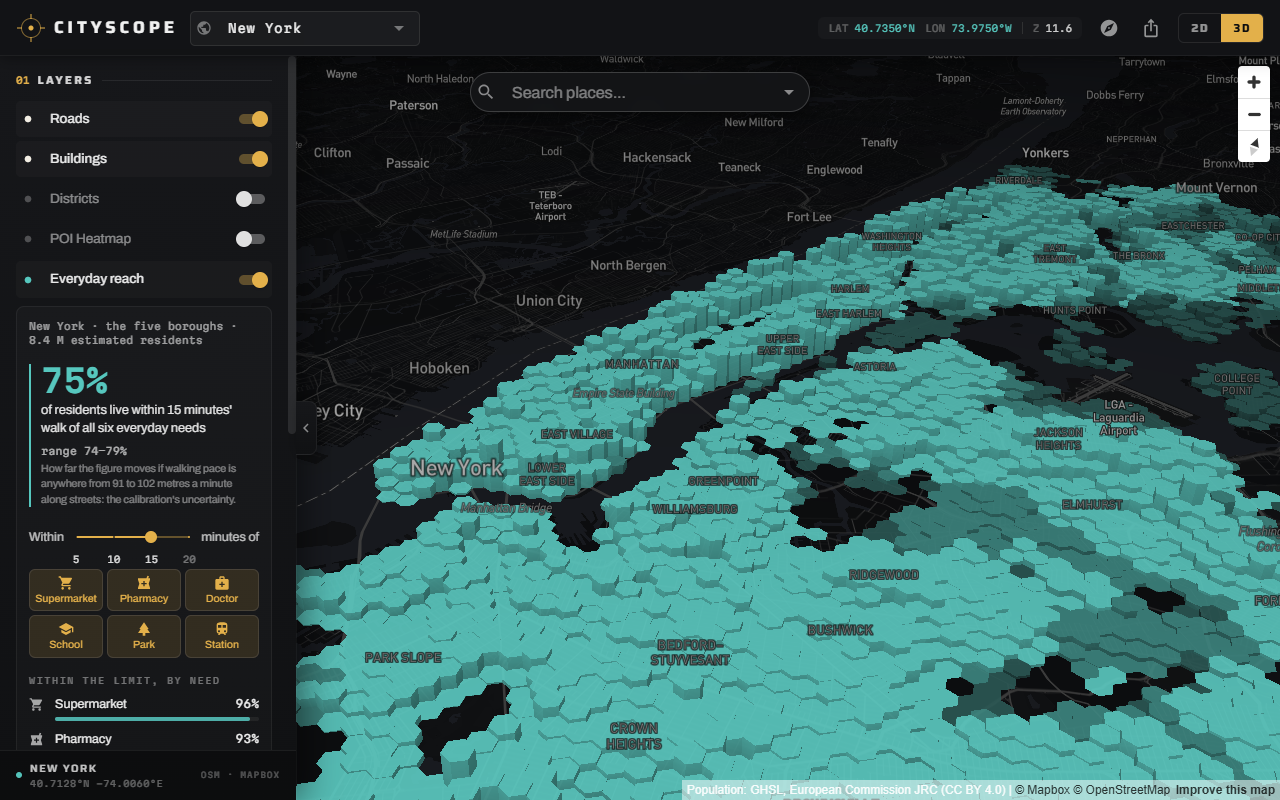 CITYSCOPE
New York
LAT 40.7350°N LON 73.9750°W Z 11.6
2D 3D
01 LAYERS
Roads
Buildings
Districts
POI Heatmap
Everyday reach
New York · the five boroughs ·
8.4 M estimated residents
75%
of residents live within 15 minutes'
walk of all six everyday needs
range 74–79%
How far the figure moves if walking pace is
anywhere from 91 to 102 metres a minute
along streets: the calibration's uncertainty.
Within minutes of
5 10 15 20
Supermarket Pharmacy Doctor
School Park Station
WITHIN THE LIMIT, BY NEED
Supermarket 96%
Pharmacy 93%
NEW YORK
40.7128°N −74.0060°E
OSM · MAPBOX
Search places...
Waldwick
Wayne
North Haledon
Paterson
Tappan
Tarrytown
Dobbs Ferry
Lamont-Doherty
Earth Observatory
New Milford
Tenafly
NEPPERHAN
Yonkers
Bronxville
Clifton
Passaic
Lodi
Hackensack
Teaneck
Englewood
RIVERDALE
Mount Vernon
TEB -
Teterboro
Airport
Fort Lee
MetLife Stadium
WASHINGTON
HEIGHTS
EASTCHESTER
CO-OP CIT
EAST
TREMONT
THE BRONX
North Bergen
HARLEM
Union City
EAST HARLEM
HUNTS POINT
UPPER
EAST SIDE
MANHATTAN
Hoboken
ASTORIA
Empire State Building
COLLEGE
POINT
ey City
LGA -
Laguardia
Airport
EAST VILLAGE
JACKSON
HEIGHTS
New York
LOWER
EAST SIDE
GREENPOINT
Manhattan Bridge
WILLIAMSBURG
ELMHURST
RIDGEWOOD
BUSHWICK
PARK SLOPE
BEDFORD-
STUYVESANT
CROWN
HEIGHTS
Population: GHSL, European Commission JRC (CC BY 4.0) | © Mapbox © OpenStreetMap Improve this map